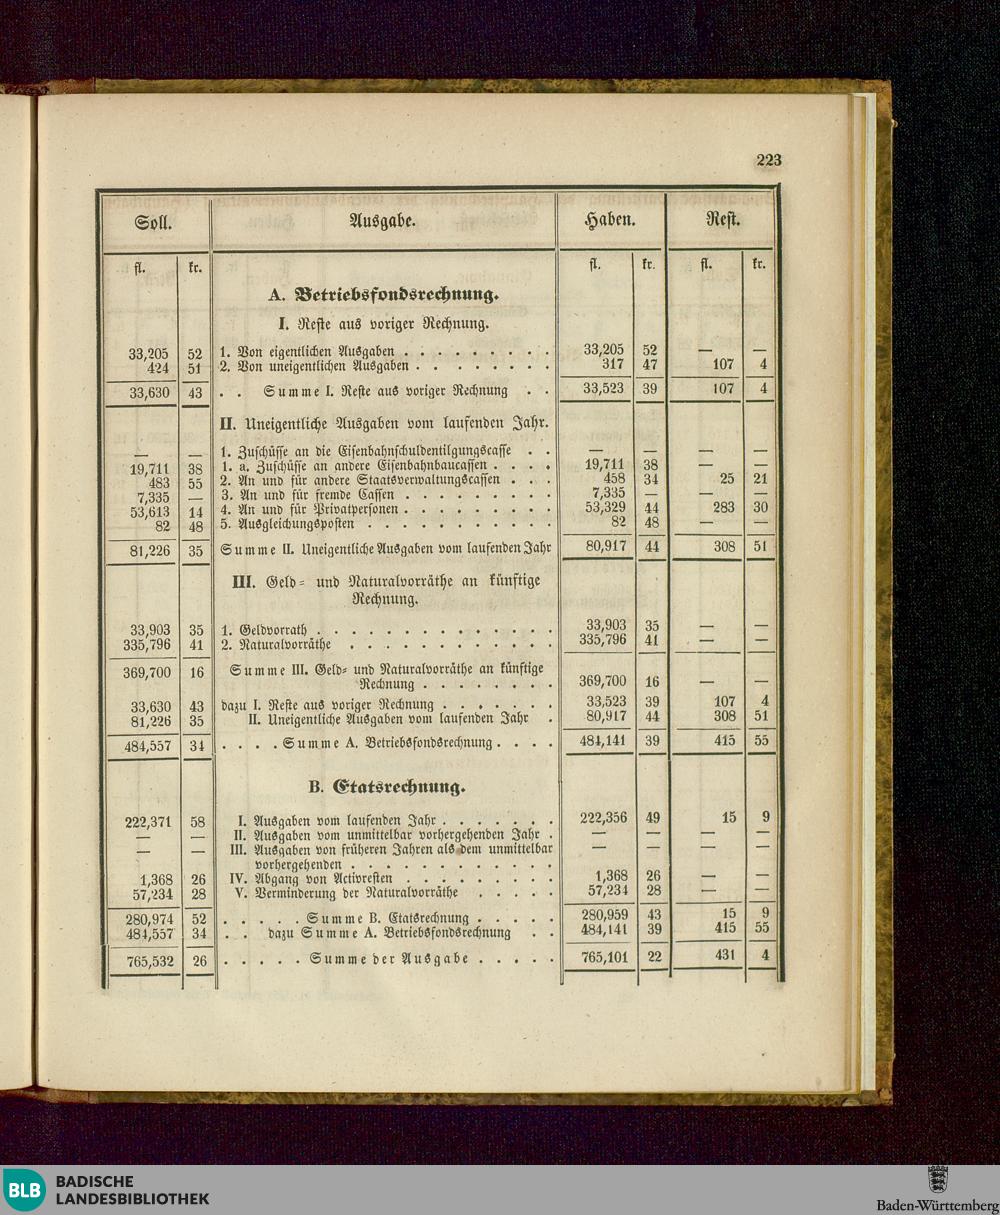 223
Soll. Ausgabe. Haben. Rest.
fl. kr. fl. kr. fl. kr.
A. Betriebsfondsrechnung.
I. Reste aus voriger Rechnung.
33,205 52 1. Von eigentlichen Ausgaben . . . . . . . . . 33,205 52 — —
424 51 2. Von uneigentlichen Ausgaben . . . . . . . . 317 47 107 4
33,630 43 . . Summe I. Reste aus voriger Rechnung . . 33,523 39 107 4
II. Uneigentliche Ausgaben vom laufenden Jahr.
— — 1. Zuschüsse an die Eisenbahnschuldentilgungscasse . . — — — —
19,711 38 1. a. Zuschüsse an andere Eisenbahnbaucassen . . . . 19,711 38 — —
483 55 2. An und für andere Staatsverwaltungscassen . . . 458 34 25 21
7,335 — 3. An und für fremde Cassen . . . . . . . . . . 7,335 — — —
53,613 14 4. An und für Privatpersonen . . . . . . . . . 53,329 44 283 30
82 48 5. Ausgleichungsposten . . . . . . . . . . . 82 48 — —
81,226 35 Summe II. Uneigentliche Ausgaben vom laufenden Jahr 80,917 44 308 51
III. Geld- und Naturalvorräthe an künftige
Rechnung.
33,903 35 1. Geldvorrath . . . . . . . . . . . . . . 33,903 35 — —
335,796 41 2. Naturalvorräthe . . . . . . . . . . . . 335,796 41 — —
369,700 16 Summe III. Geld- und Naturalvorräthe an künftige
Rechnung . . . . . . . . 369,700 16 — —
33,630 43 dazu I. Reste aus voriger Rechnung . . . . . . . 33,523 39 107 4
81,226 35 II. Uneigentliche Ausgaben vom laufenden Jahr . 80,917 44 308 51
484,557 34 . . . . Summe A. Betriebsfondsrechnung . . . . 484,141 39 415 55
B. Etatsrechnung.
222,371 58 I. Ausgaben vom laufenden Jahr . . . . . . . 222,356 49 15 9
— — II. Ausgaben vom unmittelbar vorhergehenden Jahr . — — — —
— — III. Ausgaben von früheren Jahren als dem unmittelbar — — — —
vorhergehenden . . . . . . . . . . . .
1,368 26 IV. Abgang von Activresten . . . . . . . . . 1,368 26 — —
57,234 28 V. Verminderung der Naturalvorräthe . . . . . 57,234 28 — —
280,974 52 . . . . . Summe B. Etatsrechnung . . . . . 280,959 43 15 9
484,557 34 . . dazu Summe A. Betriebsfondsrechnung . . 484,141 39 415 55
765,532 26 . . . . . Summe der Ausgabe . . . . . 765,101 22 431 4
BLB BADISCHE
LANDESBIBLIOTHEK
Baden-Württemberg